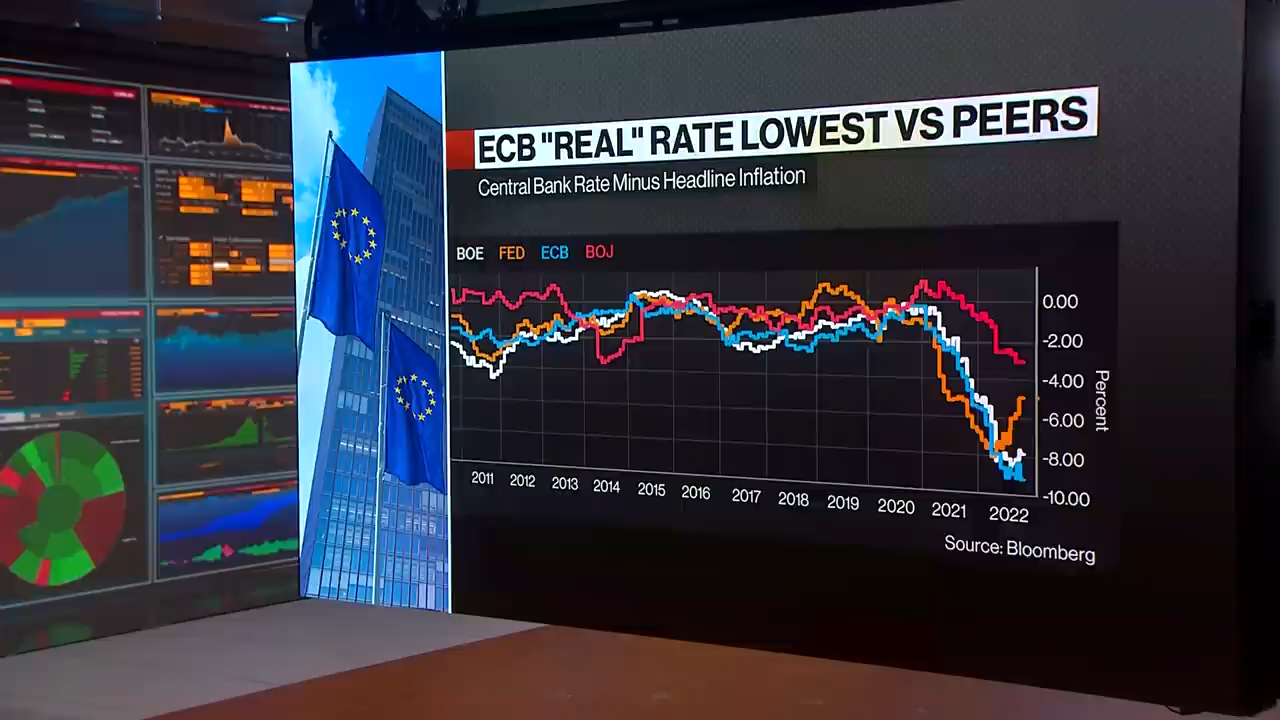 ECB "REAL" RATE LOWEST VS PEERS
Central Bank Rate Minus Headline Inflation
BOE FED ECB BOJ
0.00
-2.00
-4.00
-6.00
-8.00
-10.00
Percent
2011 2012 2013 2014 2015 2016 2017 2018 2019 2020 2021 2022
Source: Bloomberg